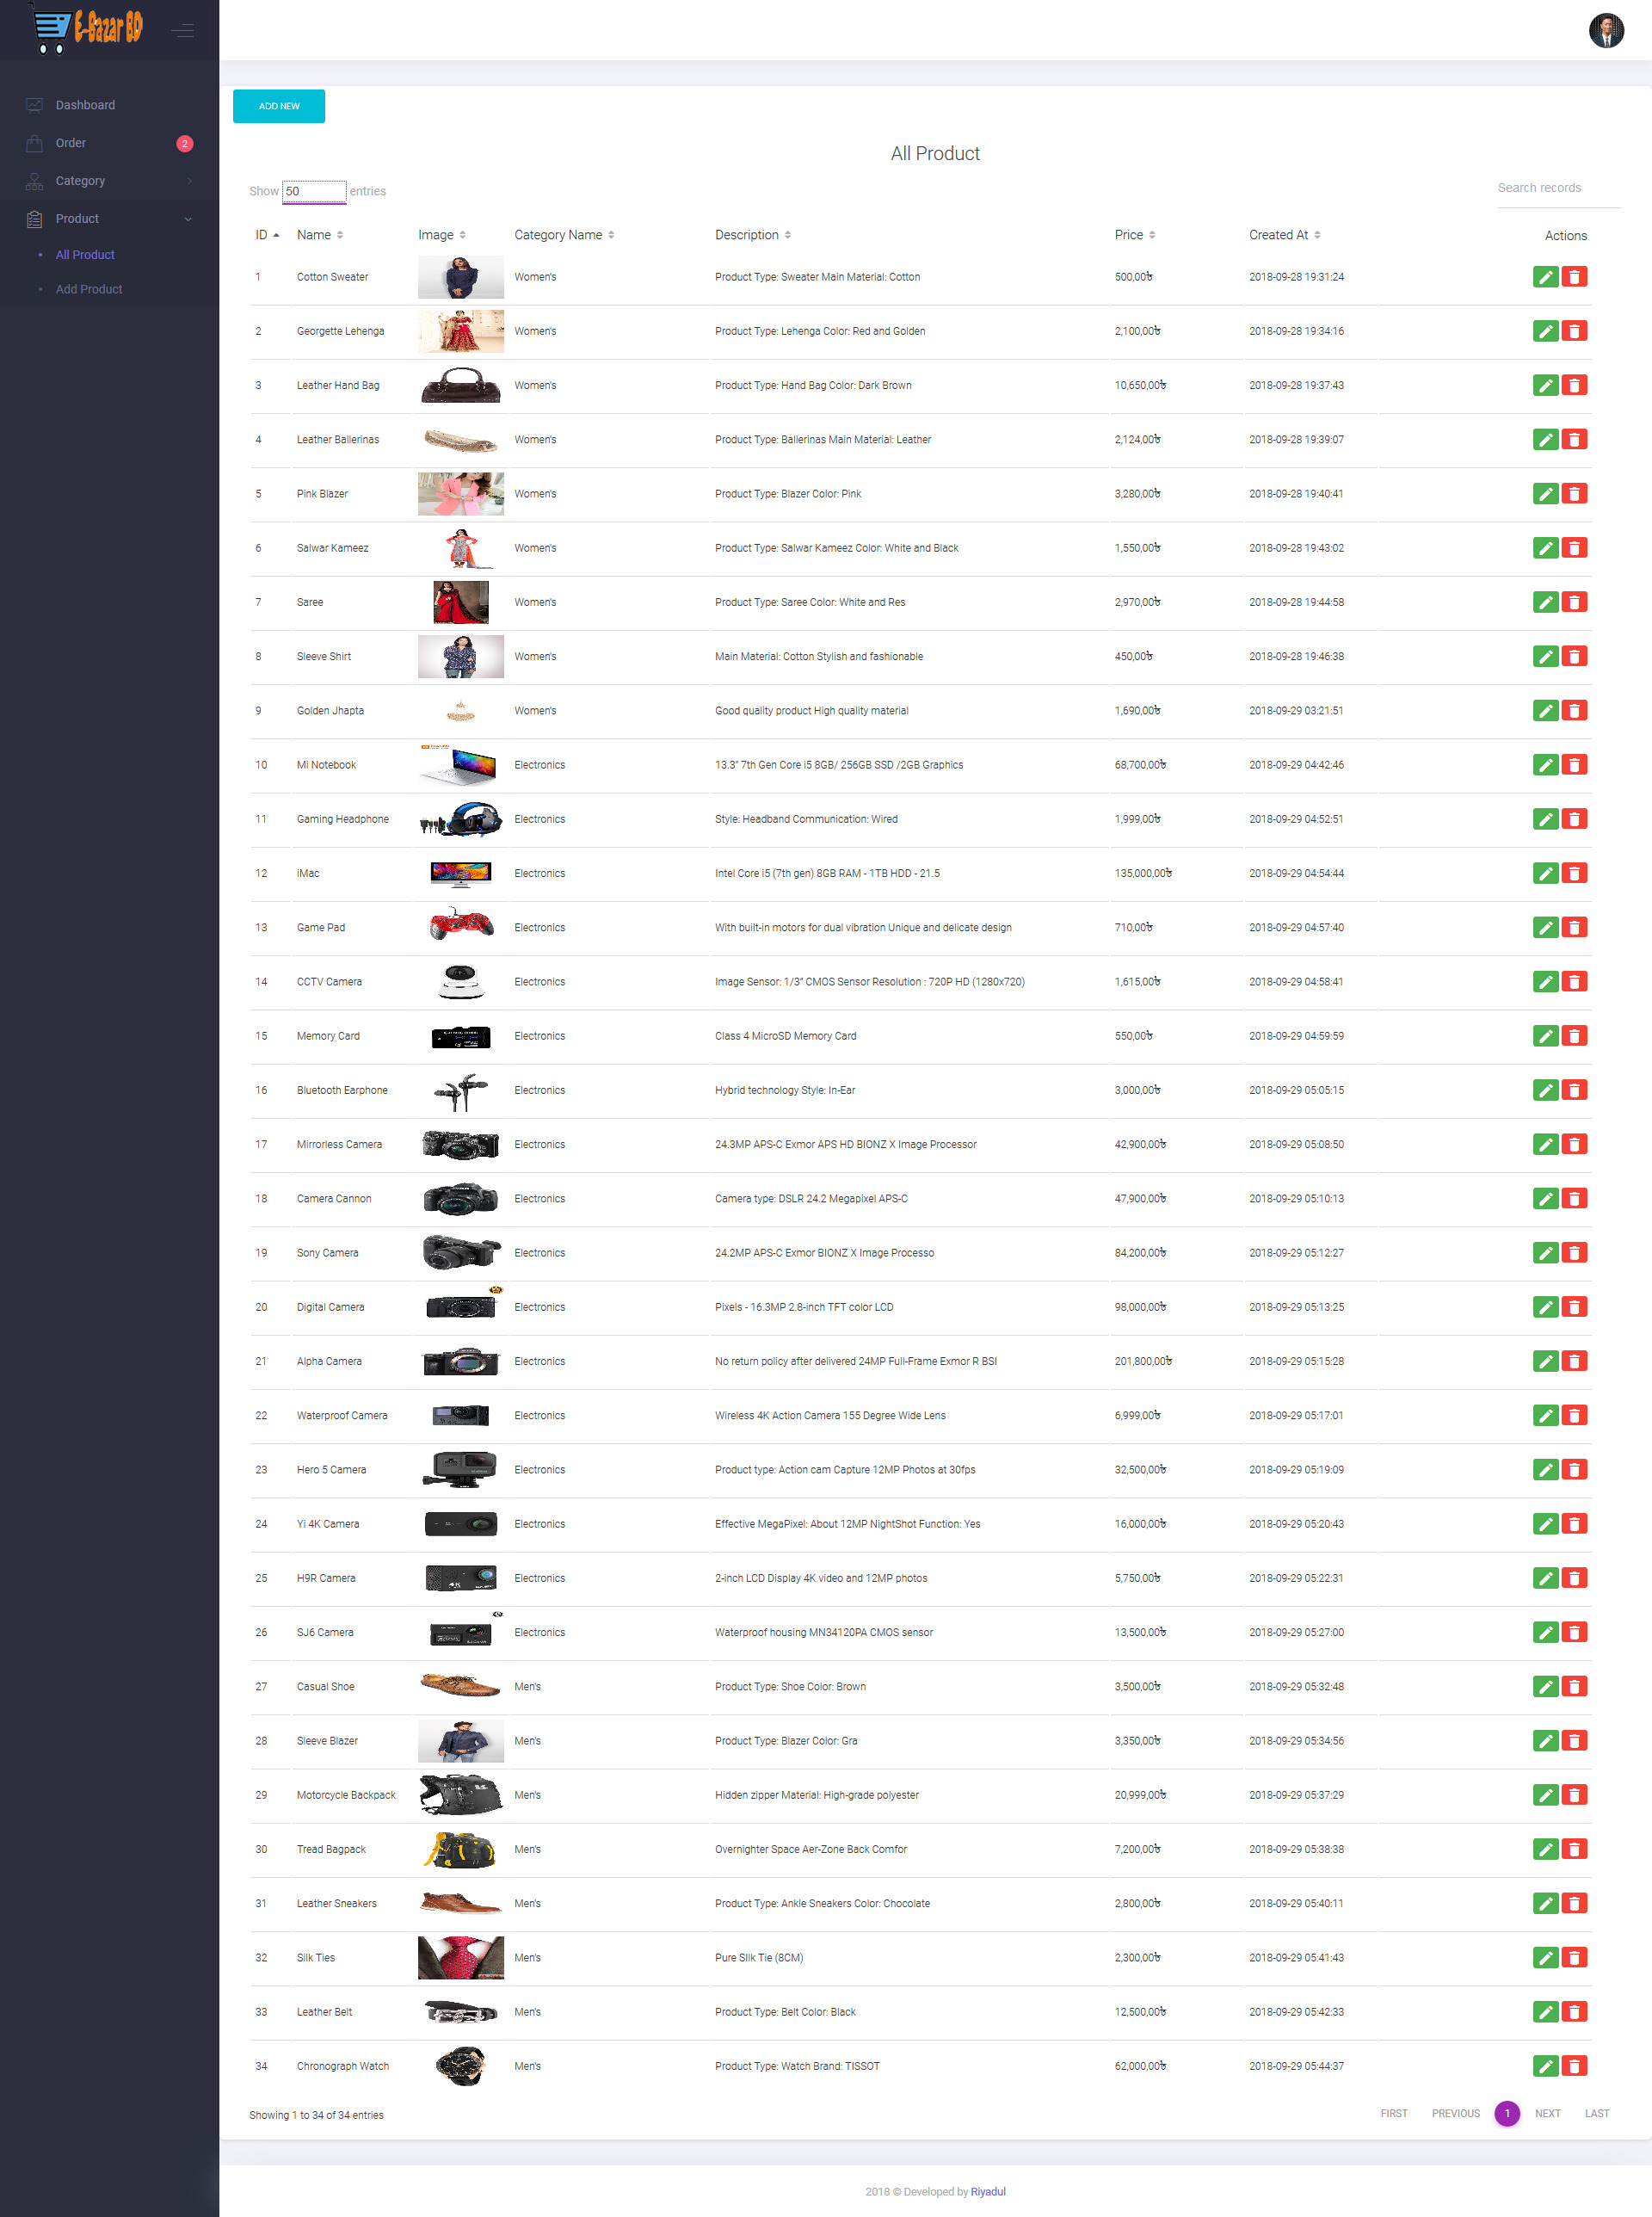 E-Bazar BD
ADD NEW
Dashboard
Order 2
Category
Product
All Product
Add Product
All Product
Show 50 entries
Search records
ID Name Image Category Name Description Price Created At Actions
1 Cotton Sweater Women's Product Type: Sweater Main Material: Cotton 500,00৳ 2018-09-28 19:31:24
2 Georgette Lehenga Women's Product Type: Lehenga Color: Red and Golden 2,100,00৳ 2018-09-28 19:34:16
3 Leather Hand Bag Women's Product Type: Hand Bag Color: Dark Brown 10,650,00৳ 2018-09-28 19:37:43
4 Leather Ballerinas Women's Product Type: Ballerinas Main Material: Leather 2,124,00৳ 2018-09-28 19:39:07
5 Pink Blazer Women's Product Type: Blazer Color: Pink 3,280,00৳ 2018-09-28 19:40:41
6 Salwar Kameez Women's Product Type: Salwar Kameez Color: White and Black 1,550,00৳ 2018-09-28 19:43:02
7 Saree Women's Product Type: Saree Color: White and Res 2,970,00৳ 2018-09-28 19:44:58
8 Sleeve Shirt Women's Main Material: Cotton Stylish and fashionable 450,00৳ 2018-09-28 19:46:38
9 Golden Jhapta Women's Good quality product High quality material 1,690,00৳ 2018-09-29 03:21:51
10 Mi Notebook Electronics 13.3" 7th Gen Core i5 8GB/ 256GB SSD /2GB Graphics 68,700,00৳ 2018-09-29 04:42:46
11 Gaming Headphone Electronics Style: Headband Communication: Wired 1,999,00৳ 2018-09-29 04:52:51
12 iMac Electronics Intel Core i5 (7th gen) 8GB RAM - 1TB HDD - 21.5 135,000,00৳ 2018-09-29 04:54:44
13 Game Pad Electronics With built-in motors for dual vibration Unique and delicate design 710,00৳ 2018-09-29 04:57:40
14 CCTV Camera Electronics Image Sensor: 1/3” CMOS Sensor Resolution : 720P HD (1280x720) 1,615,00৳ 2018-09-29 04:58:41
15 Memory Card Electronics Class 4 MicroSD Memory Card 550,00৳ 2018-09-29 04:59:59
16 Bluetooth Earphone Electronics Hybrid technology Style: In-Ear 3,000,00৳ 2018-09-29 05:05:15
17 Mirrorless Camera Electronics 24.3MP APS-C Exmor APS HD BIONZ X Image Processor 42,900,00৳ 2018-09-29 05:08:50
18 Camera Cannon Electronics Camera type: DSLR 24.2 Megapixel APS-C 47,900,00৳ 2018-09-29 05:10:13
19 Sony Camera Electronics 24.2MP APS-C Exmor BIONZ X Image Processo 84,200,00৳ 2018-09-29 05:12:27
20 Digital Camera Electronics Pixels - 16.3MP 2.8-inch TFT color LCD 98,000,00৳ 2018-09-29 05:13:25
21 Alpha Camera Electronics No return policy after delivered 24MP Full-Frame Exmor R BSI 201,800,00৳ 2018-09-29 05:15:28
22 Waterproof Camera Electronics Wireless 4K Action Camera 155 Degree Wide Lens 6,999,00৳ 2018-09-29 05:17:01
23 Hero 5 Camera Electronics Product type: Action cam Capture 12MP Photos at 30fps 32,500,00৳ 2018-09-29 05:19:09
24 Yi 4K Camera Electronics Effective MegaPixel: About 12MP NightShot Function: Yes 16,000,00৳ 2018-09-29 05:20:43
25 H9R Camera Electronics 2-inch LCD Display 4K video and 12MP photos 5,750,00৳ 2018-09-29 05:22:31
26 SJ6 Camera Electronics Waterproof housing MN34120PA CMOS sensor 13,500,00৳ 2018-09-29 05:27:00
27 Casual Shoe Men's Product Type: Shoe Color: Brown 3,500,00৳ 2018-09-29 05:32:48
28 Sleeve Blazer Men's Product Type: Blazer Color: Gra 3,350,00৳ 2018-09-29 05:34:56
29 Motorcycle Backpack Men's Hidden zipper Material: High-grade polyester 20,999,00৳ 2018-09-29 05:37:29
30 Tread Bagpack Men's Overnighter Space Aer-Zone Back Comfor 7,200,00৳ 2018-09-29 05:38:38
31 Leather Sneakers Men's Product Type: Ankle Sneakers Color: Chocolate 2,800,00৳ 2018-09-29 05:40:11
32 Silk Ties Men's Pure SIlk Tie (8CM) 2,300,00৳ 2018-09-29 05:41:43
33 Leather Belt Men's Product Type: Belt Color: Black 12,500,00৳ 2018-09-29 05:42:33
34 Chronograph Watch Men's Product Type: Watch Brand: TISSOT 62,000,00৳ 2018-09-29 05:44:37
Showing 1 to 34 of 34 entries
FIRST PREVIOUS 1 NEXT LAST
2018 © Developed by Riyadul